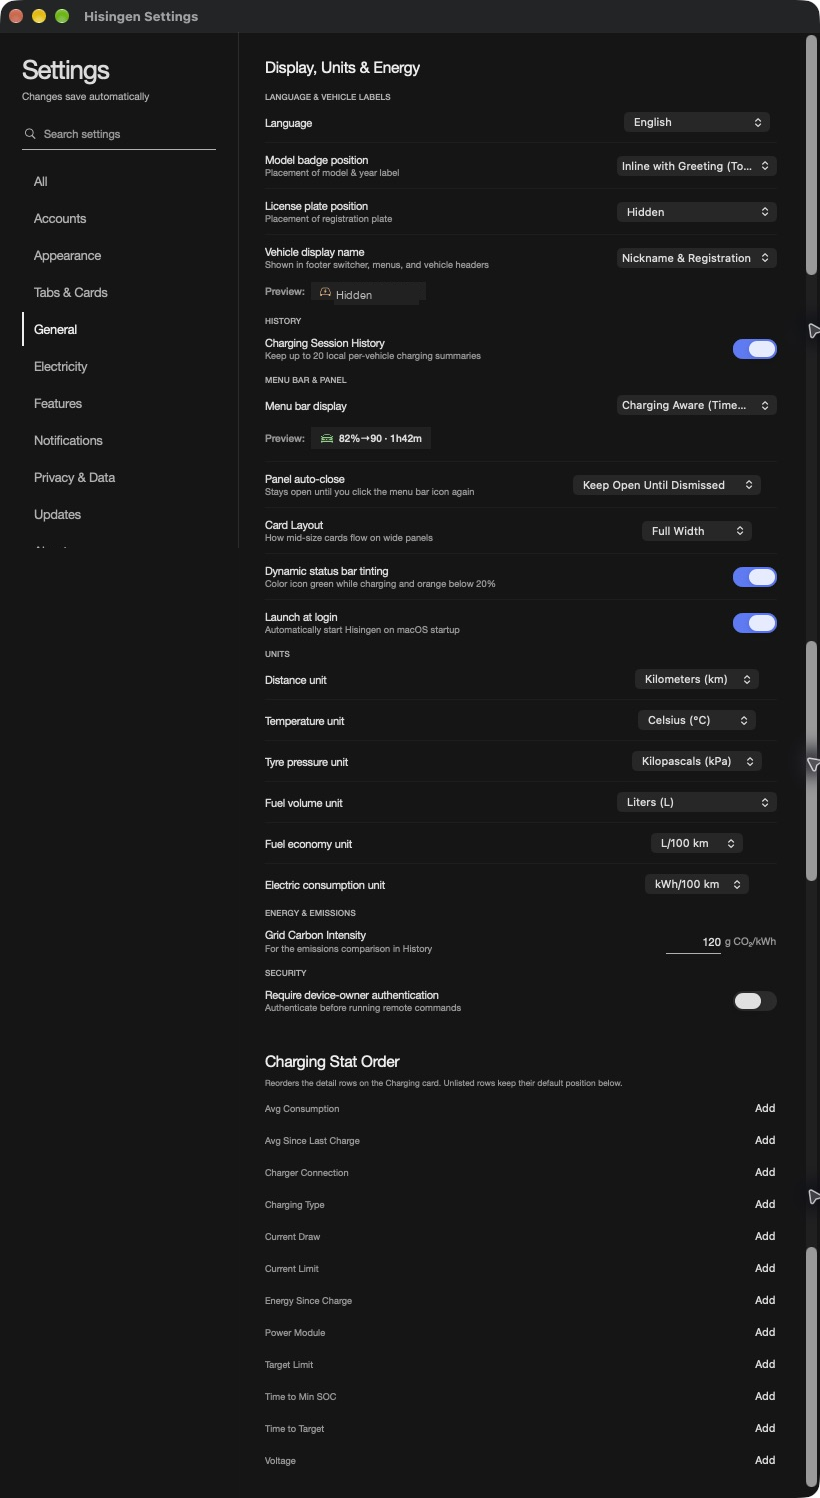 Hisingen Settings
Settings
Changes save automatically
Search settings
All
Accounts
Appearance
Tabs & Cards
General
Electricity
Features
Notifications
Privacy & Data
Updates
Display, Units & Energy
LANGUAGE & VEHICLE LABELS
Language
English
Model badge position
Placement of model & year label
Inline with Greeting (To...
License plate position
Placement of registration plate
Hidden
Vehicle display name
Shown in footer switcher, menus, and vehicle headers
Nickname & Registration
Preview: Hidden
HISTORY
Charging Session History
Keep up to 20 local per-vehicle charging summaries
MENU BAR & PANEL
Menu bar display
Charging Aware (Time...
Preview: 82%→90 · 1h42m
Panel auto-close
Stays open until you click the menu bar icon again
Keep Open Until Dismissed
Card Layout
How mid-size cards flow on wide panels
Full Width
Dynamic status bar tinting
Color icon green while charging and orange below 20%
Launch at login
Automatically start Hisingen on macOS startup
UNITS
Distance unit
Kilometers (km)
Temperature unit
Celsius (°C)
Tyre pressure unit
Kilopascals (kPa)
Fuel volume unit
Liters (L)
Fuel economy unit
L/100 km
Electric consumption unit
kWh/100 km
ENERGY & EMISSIONS
Grid Carbon Intensity
For the emissions comparison in History
120 g CO₂/kWh
SECURITY
Require device-owner authentication
Authenticate before running remote commands
Charging Stat Order
Reorders the detail rows on the Charging card. Unlisted rows keep their default position below.
Avg Consumption Add
Avg Since Last Charge Add
Charger Connection Add
Charging Type Add
Current Draw Add
Current Limit Add
Energy Since Charge Add
Power Module Add
Target Limit Add
Time to Min SOC Add
Time to Target Add
Voltage Add